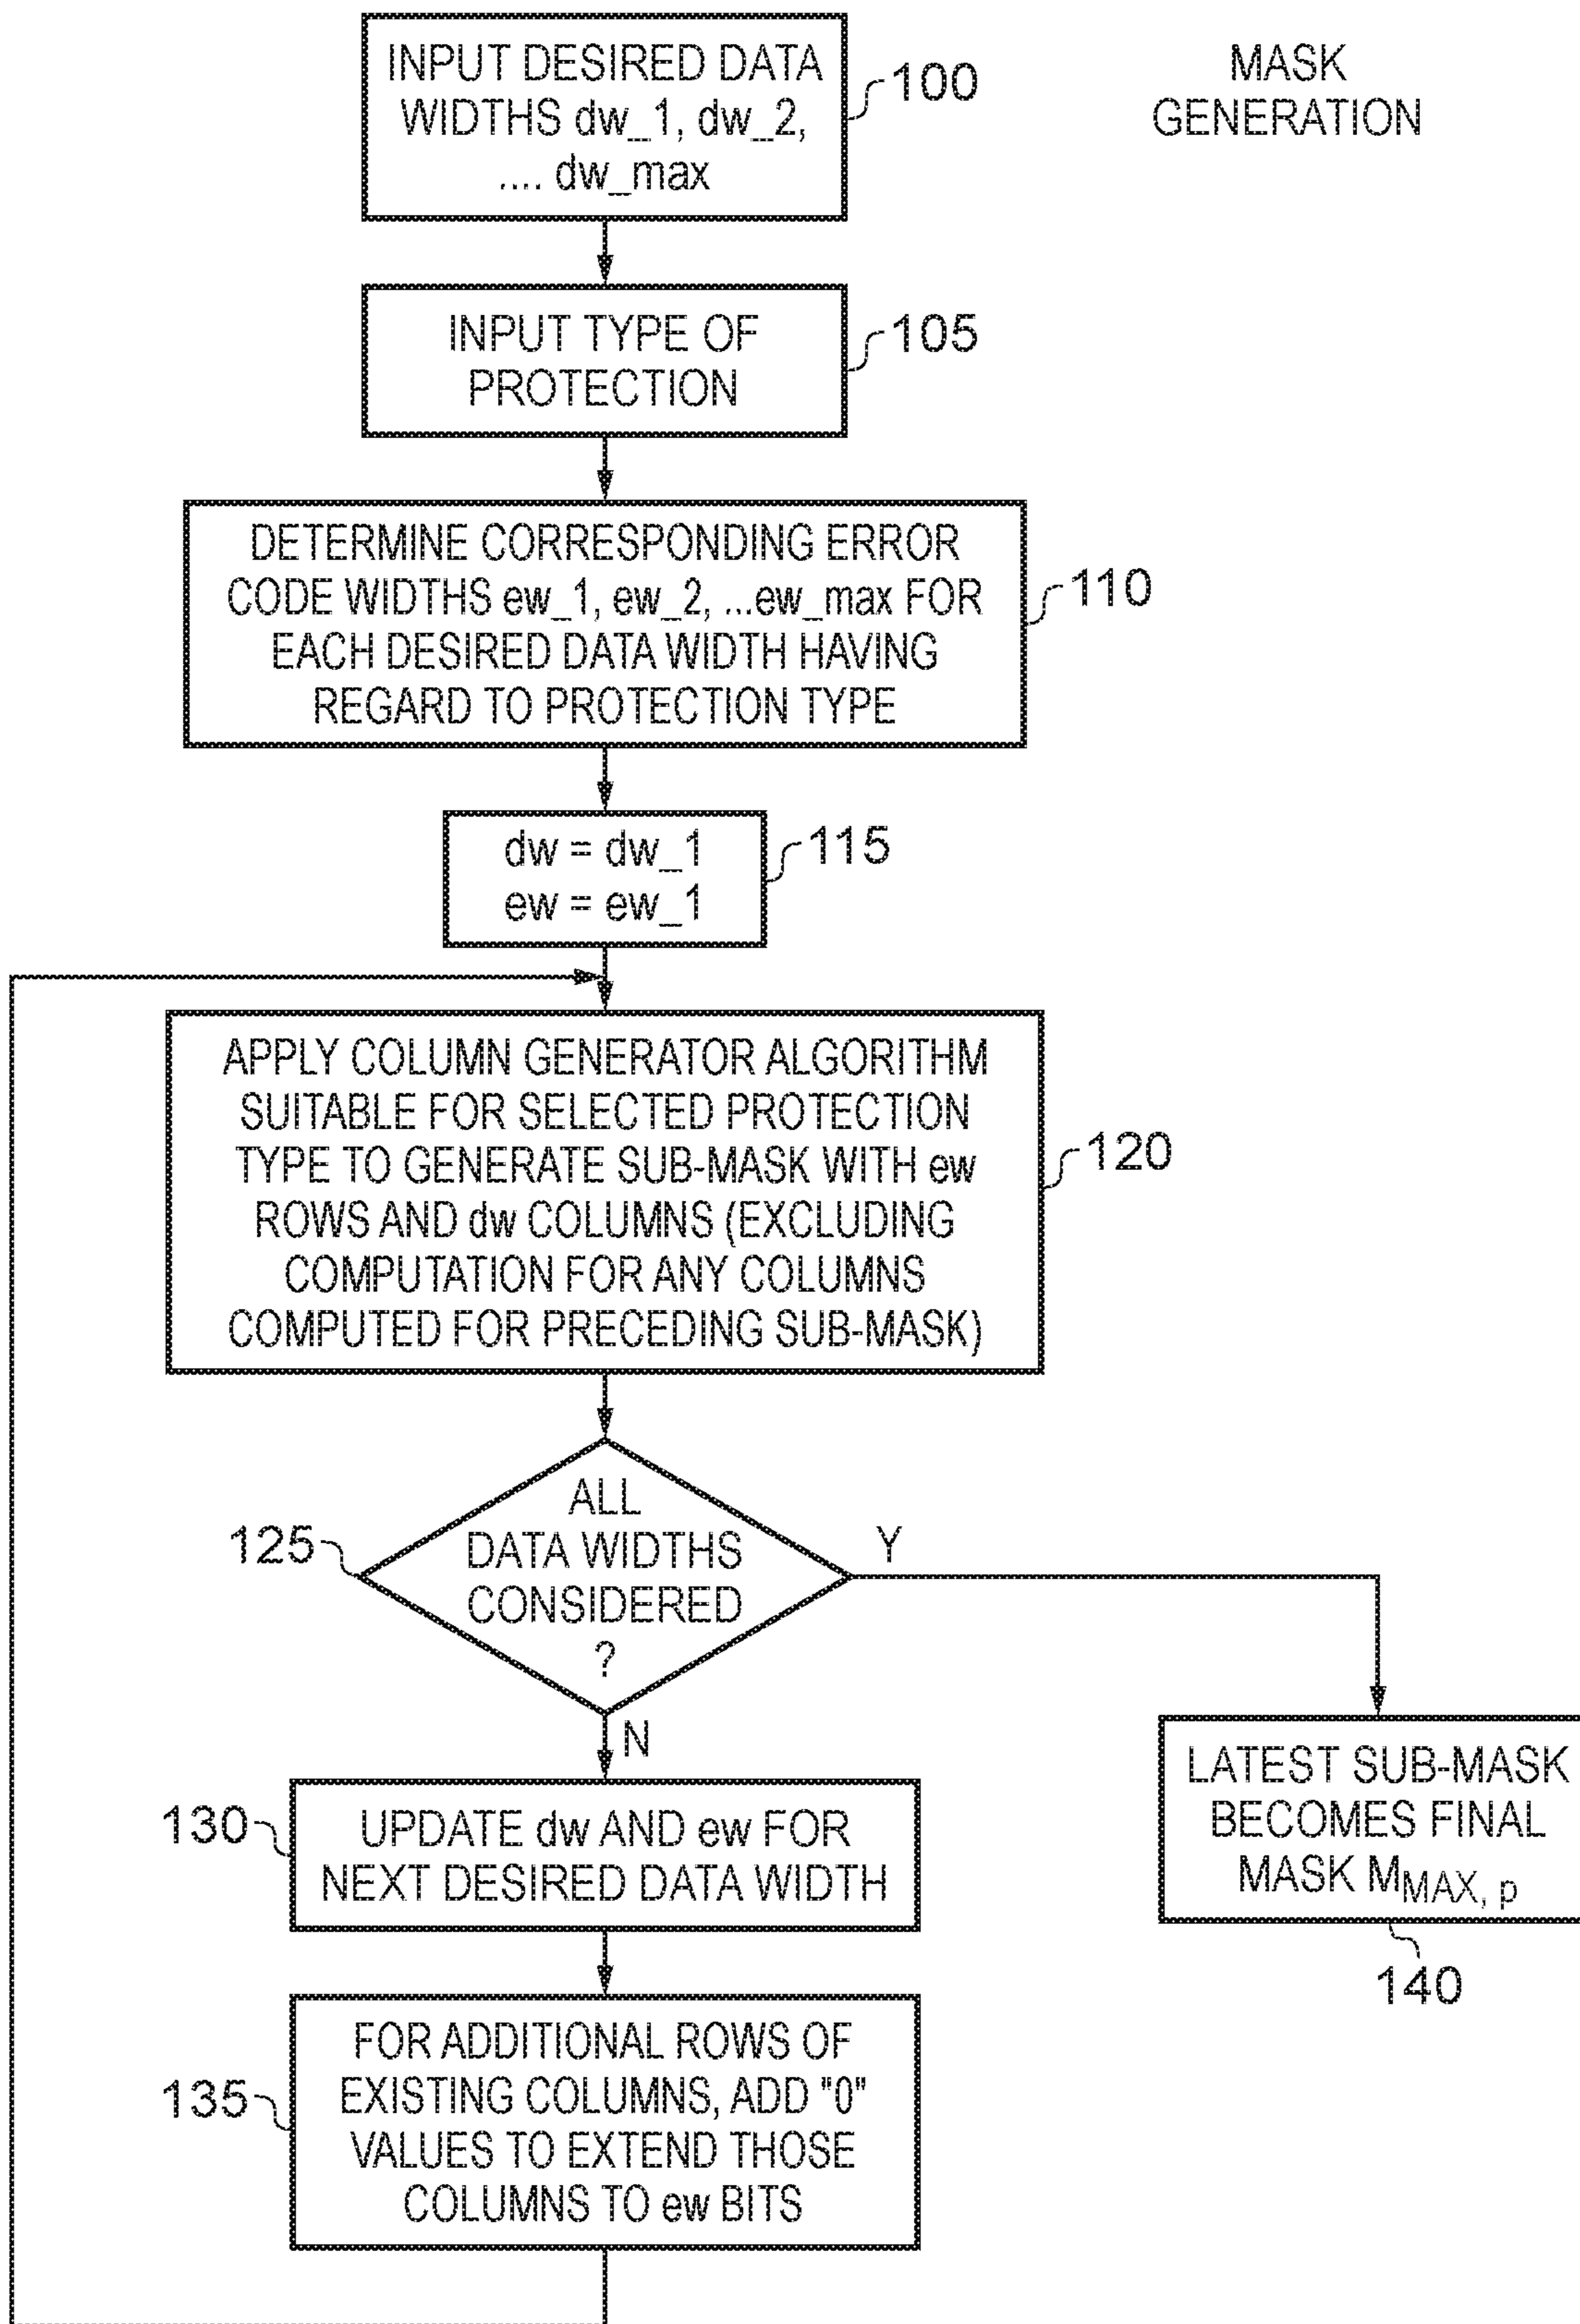 MASK
GENERATION
INPUT DESIRED DATA
WIDTHS dw_1, dw_2,
.... dw_max
100
INPUT TYPE OF
PROTECTION
105
DETERMINE CORRESPONDING ERROR
CODE WIDTHS ew_1, ew_2, ...ew_max FOR
EACH DESIRED DATA WIDTH HAVING
REGARD TO PROTECTION TYPE
110
dw = dw_1
ew = ew_1
115
APPLY COLUMN GENERATOR ALGORITHM
SUITABLE FOR SELECTED PROTECTION
TYPE TO GENERATE SUB-MASK WITH ew
ROWS AND dw COLUMNS (EXCLUDING
COMPUTATION FOR ANY COLUMNS
COMPUTED FOR PRECEDING SUB-MASK)
120
ALL
DATA WIDTHS
CONSIDERED
?
125
Y
N
UPDATE dw AND ew FOR
NEXT DESIRED DATA WIDTH
130
FOR ADDITIONAL ROWS OF
EXISTING COLUMNS, ADD "0"
VALUES TO EXTEND THOSE
COLUMNS TO ew BITS
135
LATEST SUB-MASK
BECOMES FINAL
MASK MMAX, p
140